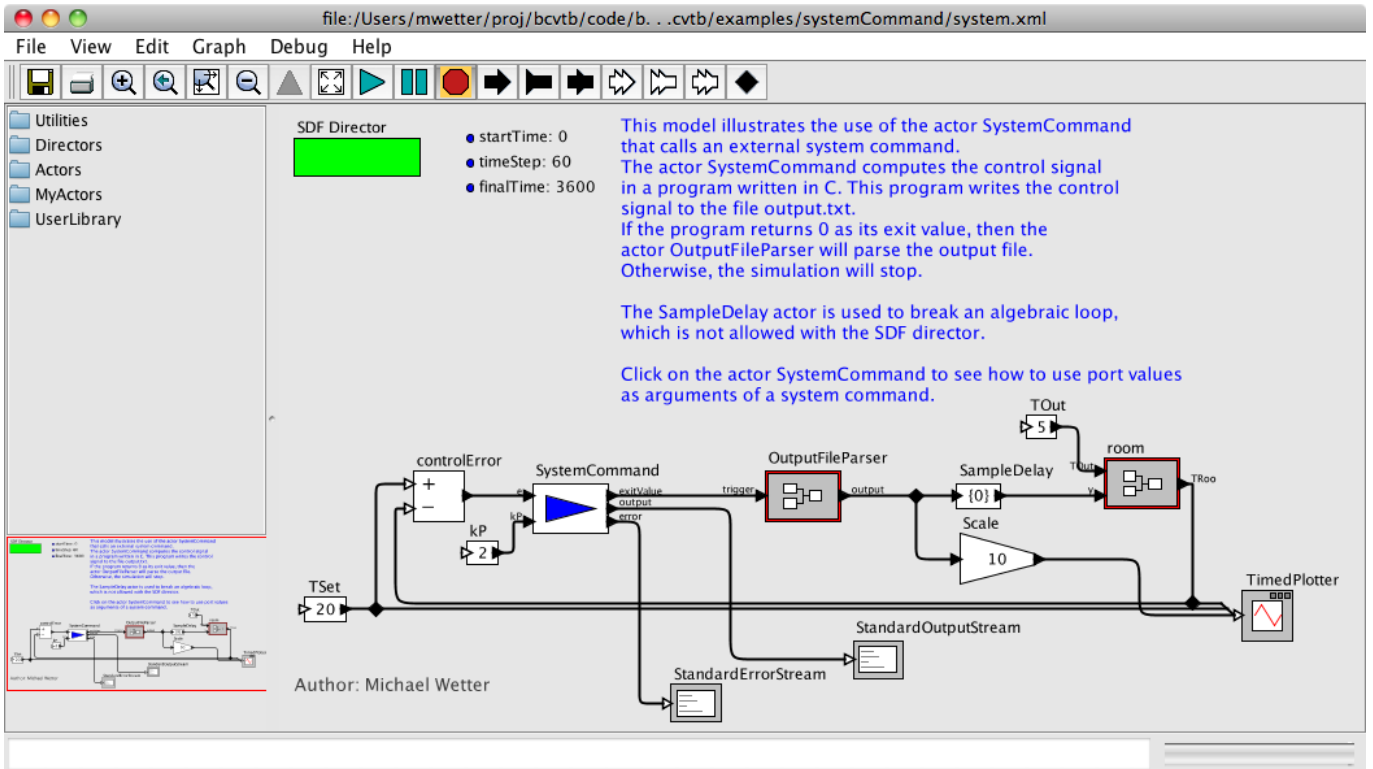 file:/Users/mwetter/proj/bcvtb/code/b. . .cvtb/examples/systemCommand/system.xml
File View Edit Graph Debug Help
Utilities
Directors
Actors
MyActors
UserLibrary
SDF Director
startTime: 0
timeStep: 60
finalTime: 3600
This model illustrates the use of the actor SystemCommand
that calls an external system command.
The actor SystemCommand computes the control signal
in a program written in C. This program writes the control
signal to the file output.txt.
If the program returns 0 as its exit value, then the
actor OutputFileParser will parse the output file.
Otherwise, the simulation will stop.
The SampleDelay actor is used to break an algebraic loop,
which is not allowed with the SDF director.
Click on the actor SystemCommand to see how to use port values
as arguments of a system command.
TOut
5
controlError
+
−
SystemCommand
e
kP
exitValue
output
error
kP
2
OutputFileParser
trigger
output
SampleDelay
{0}
room
TOut
y
TRoo
Scale
10
TSet
20
TimedPlotter
StandardOutputStream
StandardErrorStream
Author: Michael Wetter